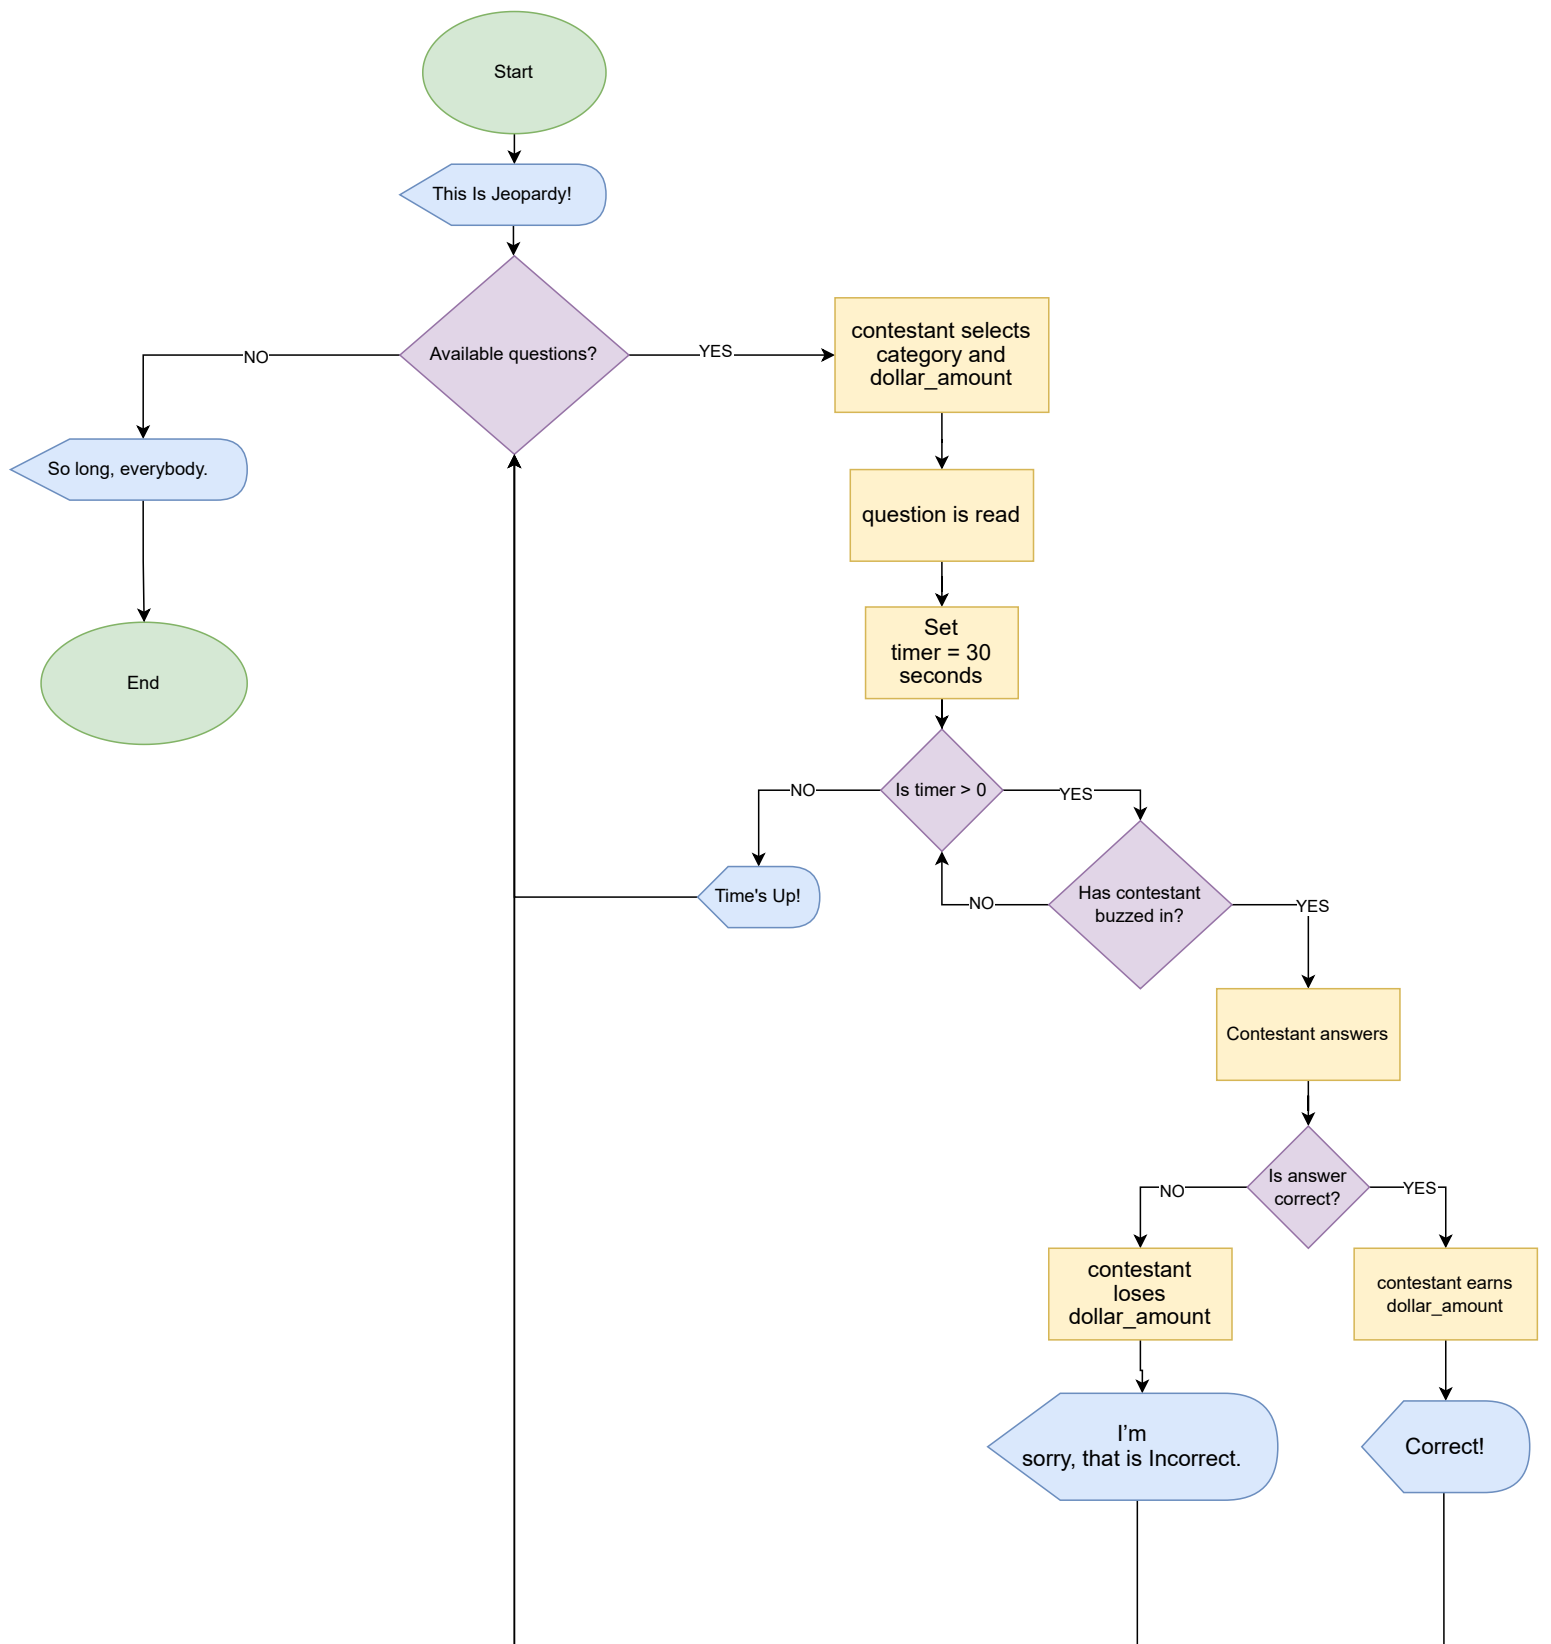 Start
This Is Jeopardy!
Available questions?
NO
YES
contestant selects
category and
dollar_amount
So long, everybody.
question is read
End
Set
timer = 30
seconds
Is timer > 0
NO
YES
Time's Up!
Has contestant
buzzed in?
NO
YES
Contestant answers
Is answer
correct?
NO
YES
contestant
loses
dollar_amount
contestant earns
dollar_amount
I’m
sorry, that is Incorrect.
Correct!